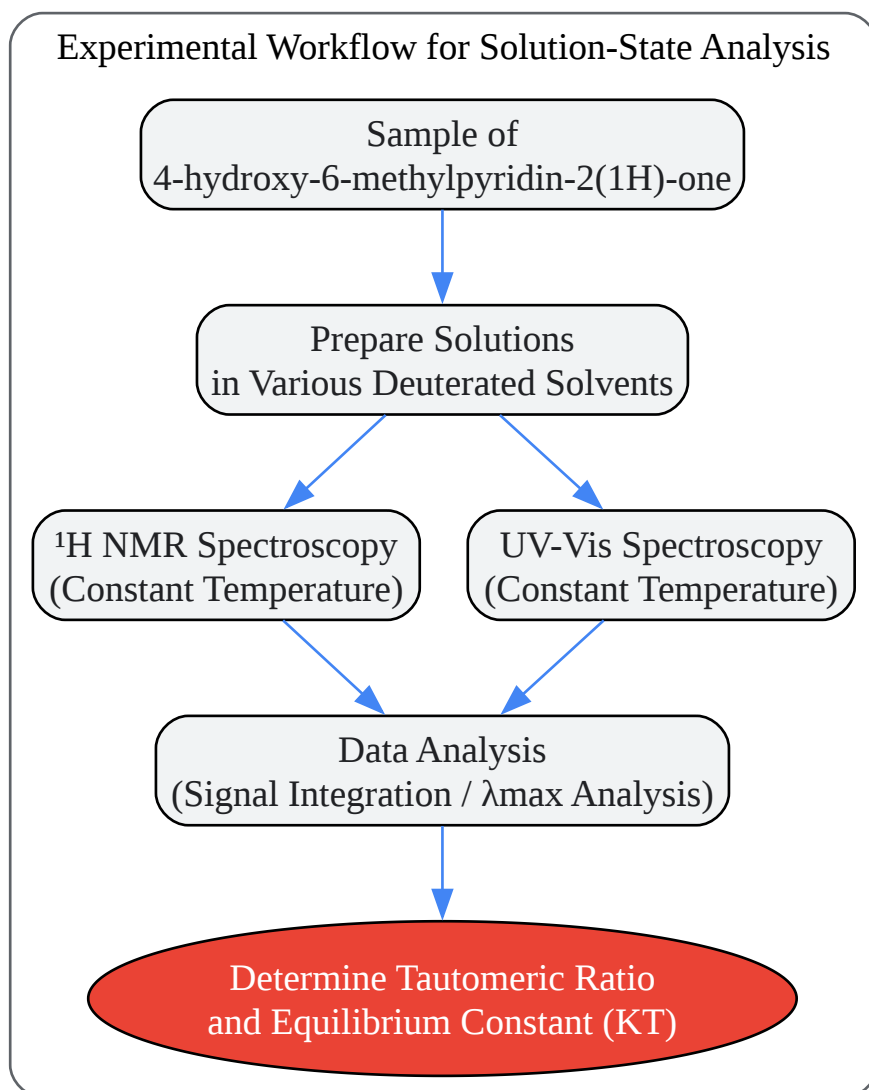 Experimental Workflow for Solution-State Analysis
Sample of
4-hydroxy-6-methylpyridin-2(1H)-one
Prepare Solutions
in Various Deuterated Solvents
¹H NMR Spectroscopy
(Constant Temperature)
UV-Vis Spectroscopy
(Constant Temperature)
Data Analysis
(Signal Integration / λmax Analysis)
Determine Tautomeric Ratio
and Equilibrium Constant (KT)